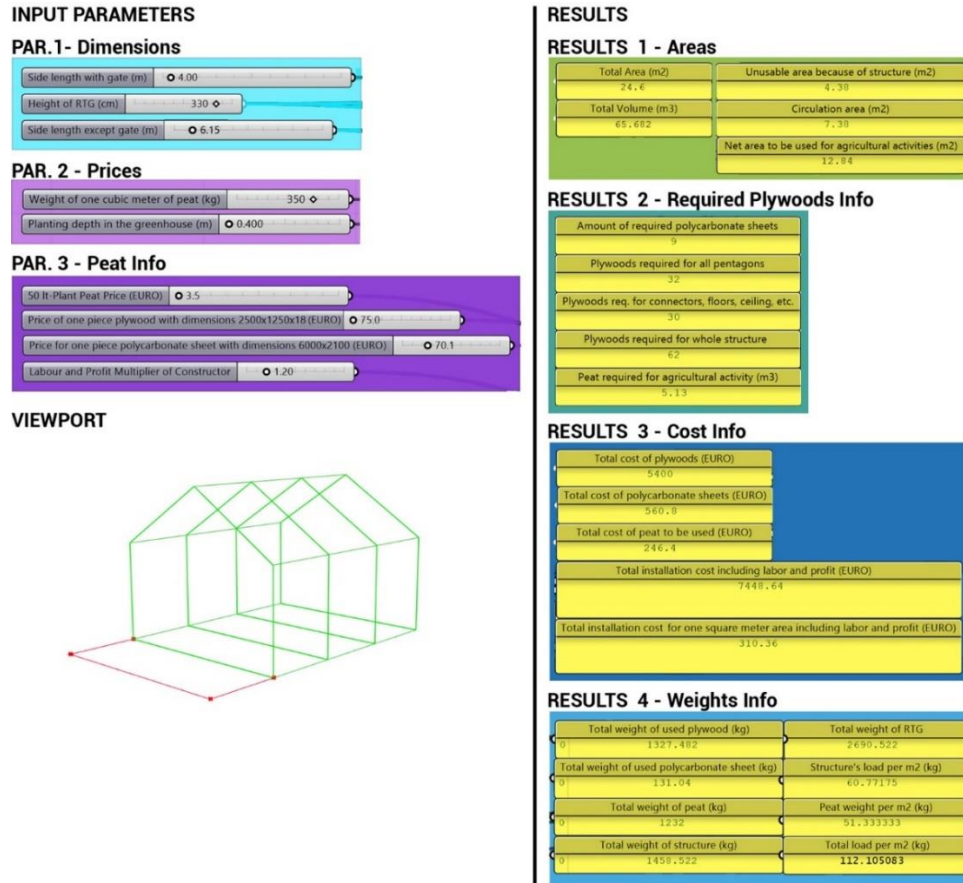 INPUT PARAMETERS
PAR.1- Dimensions
Side length with gate (m) 4.00
Height of RTG (cm) 330
Side length except gate (m) 6.15
PAR. 2 - Prices
Weight of one cubic meter of peat (kg) 350
Planting depth in the greenhouse (m) 0.400
PAR. 3 - Peat Info
50 lt-Plant Peat Price (EURO) 3.5
Price of one piece plywood with dimensions 2500x1250x18 (EURO) 75.0
Price for one piece polycarbonate sheet with dimensions 6000x2100 (EURO) 70.1
Labour and Profit Multiplier of Constructor 1.20
VIEWPORT
RESULTS
RESULTS 1 - Areas
Total Area (m2)
24.6
Total Volume (m3)
65.682
Unusable area because of structure (m2)
4.38
Circulation area (m2)
7.38
Net area to be used for agricultural activities (m2)
12.84
RESULTS 2 - Required Plywoods Info
Amount of required polycarbonate sheets
9
Plywoods required for all pentagons
32
Plywoods req. for connectors, floors, ceiling, etc.
30
Plywoods required for whole structure
62
Peat required for agricultural activity (m3)
5.13
RESULTS 3 - Cost Info
Total cost of plywoods (EURO)
5400
Total cost of polycarbonate sheets (EURO)
560.8
Total cost of peat to be used (EURO)
246.4
Total installation cost including labor and profit (EURO)
7448.64
Total installation cost for one square meter area including labor and profit (EURO)
310.36
RESULTS 4 - Weights Info
Total weight of used plywood (kg)
0 1327.482
Total weight of used polycarbonate sheet (kg)
0 131.04
Total weight of peat (kg)
0 1232
Total weight of structure (kg)
0 1458.522
Total weight of RTG
2690.522
Structure's load per m2 (kg)
60.77175
Peat weight per m2 (kg)
51.333333
Total load per m2 (kg)
112.105083